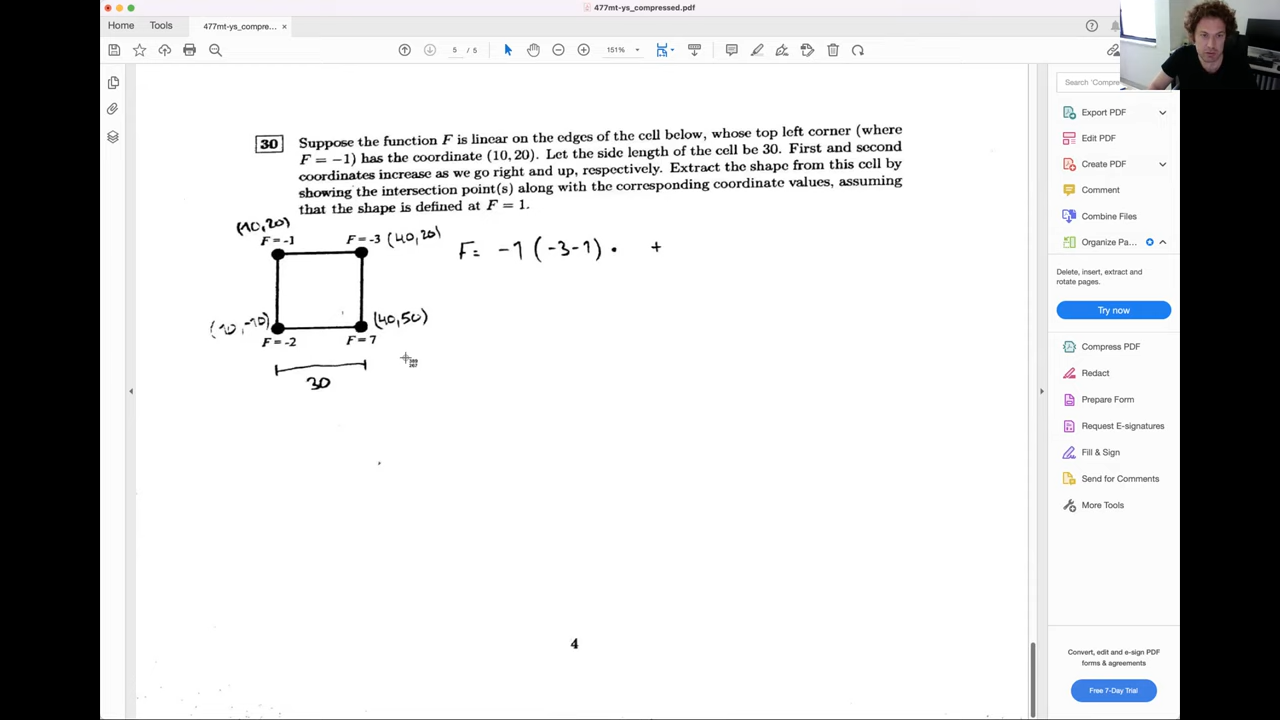 477mt-ys_compressed.pdf
Home
Tools
477mt-ys_compre...
5 / 5
151%
30 Suppose the function F is linear on the edges of the cell below, whose top left corner (where
F = −1) has the coordinate (10, 20). Let the side length of the cell be 30. First and second
coordinates increase as we go right and up, respectively. Extract the shape from this cell by
showing the intersection point(s) along with the corresponding coordinate values, assuming
that the shape is defined at F = 1.
(10,20)
F = -1
F = -3 (40,20)
F = -1 (-3-1) · +
(10,-10)
(40,50)
F = -2
F = 7
30
4
Search 'Compre
Export PDF
Edit PDF
Create PDF
Comment
Combine Files
Organize Pa...
Delete, insert, extract and
rotate pages.
Try now
Compress PDF
Redact
Prepare Form
Request E-signatures
Fill & Sign
Send for Comments
More Tools
Convert, edit and e-sign PDF
forms & agreements
Free 7-Day Trial